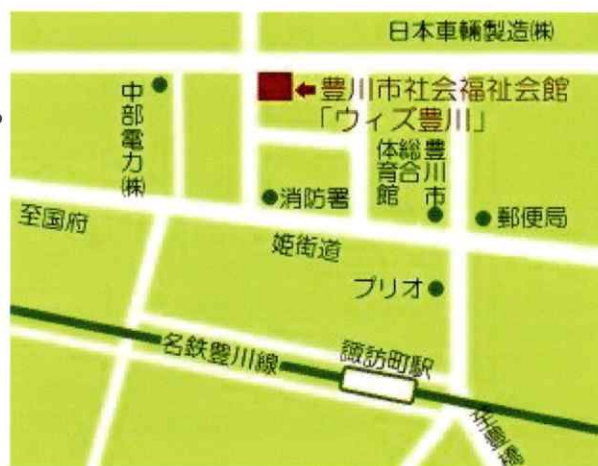 日本車輛製造㈱
中部電力㈱
豊川市社会福祉会館
「ウィズ豊川」
豊川市
総合
体育館
消防署
郵便局
至国府
姫街道
プリオ
名鉄豊川線
諏訪町駅